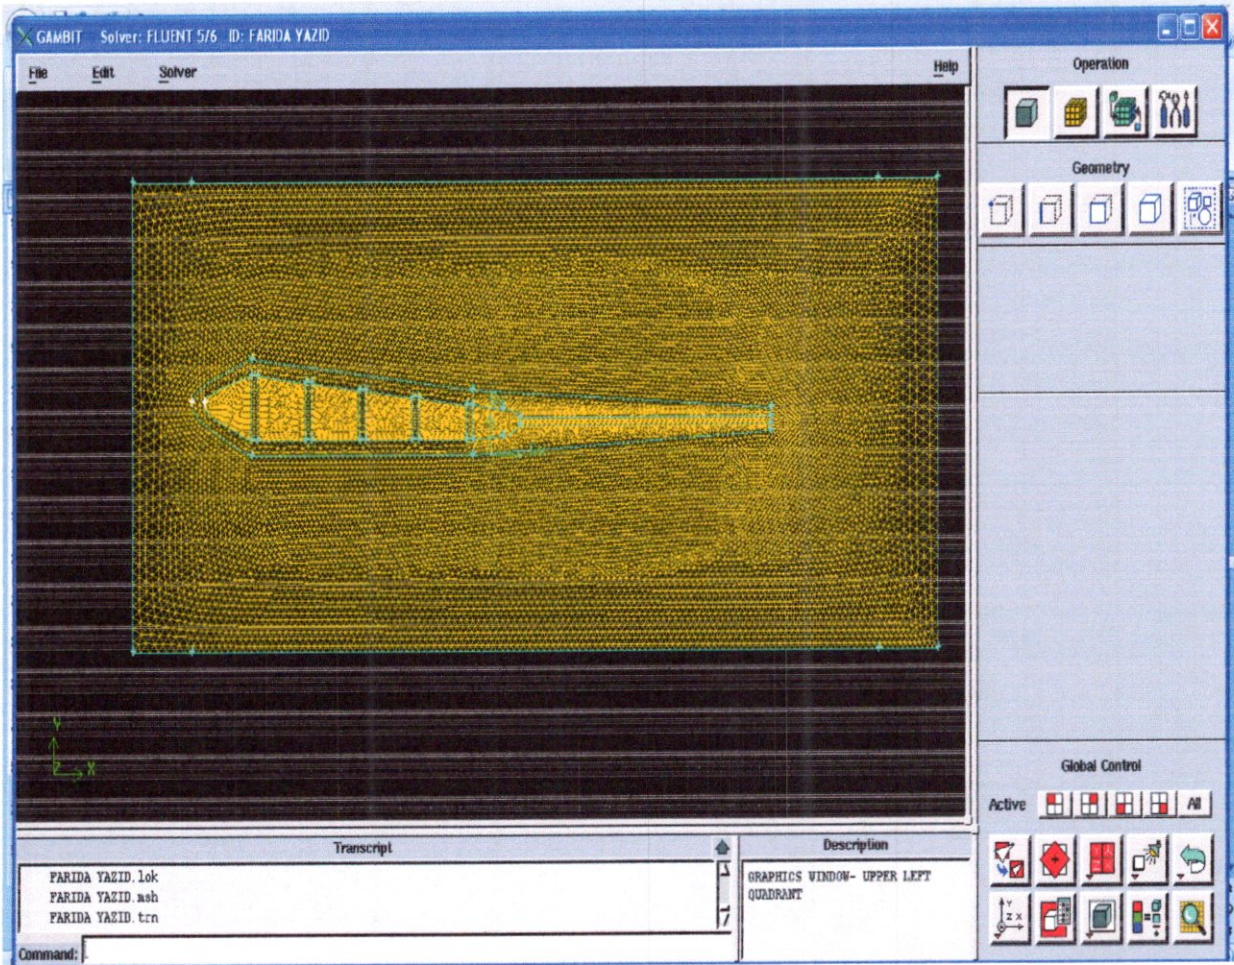 GAMBIT Solver: FLUENT 5/6 ID: FARIDA YAZID
File Edit Solver Help
Operation
Geometry
Y
Z X
Global Control
Active All
Transcript
FARIDA YAZID.lok
FARIDA YAZID.msh
FARIDA YAZID.trn
Command:
Description
GRAPHICS WINDOW- UPPER LEFT
QUADRANT